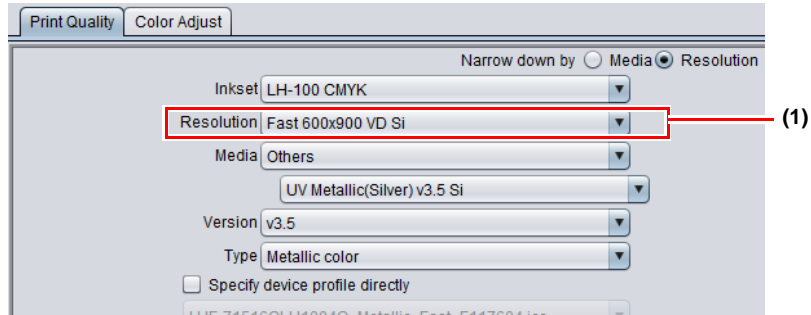 Print Quality Color Adjust
Narrow down by Media Resolution
Inkset LH-100 CMYK
Resolution Fast 600x900 VD Si (1)
Media Others
UV Metallic(Silver) v3.5 Si
Version v3.5
Type Metallic color
Specify device profile directly